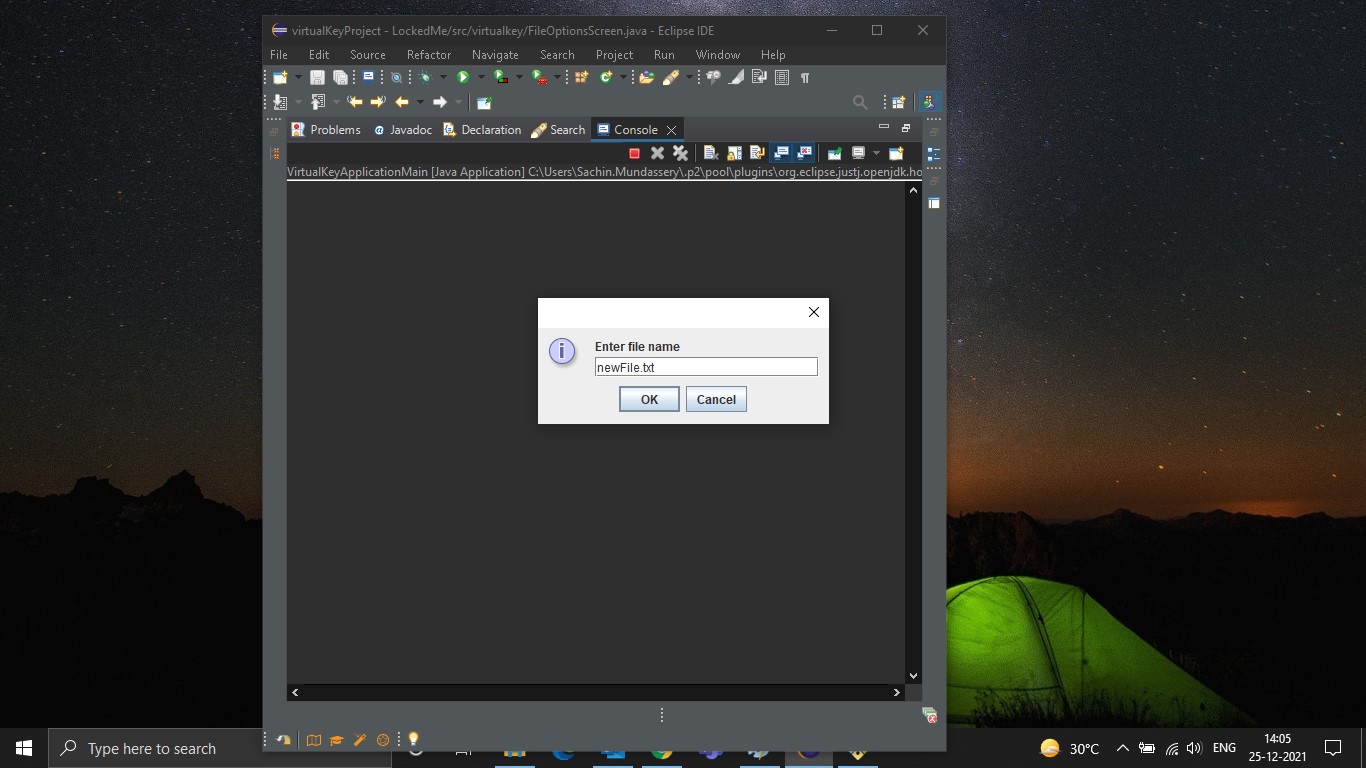 virtualKeyProject - LockedMe/src/virtualkey/FileOptionsScreen.java - Eclipse IDE
File Edit Source Refactor Navigate Search Project Run Window Help
Problems @ Javadoc Declaration Search Console
VirtualKeyApplicationMain [Java Application] C:\Users\Sachin.Mundassery\.p2\pool\plugins\org.eclipse.justj.openjdk.ho
Enter file name
newFile.txt
OK Cancel
Type here to search
30°C ENG 14:05
25-12-2021